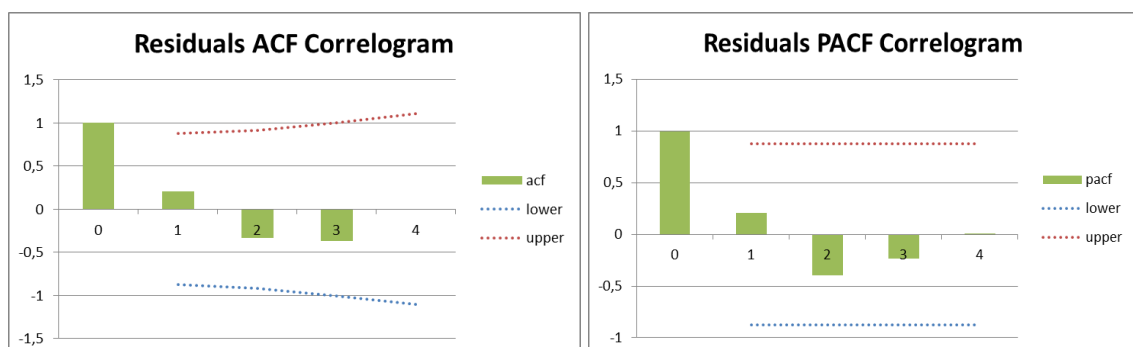 Residuals ACF Correlogram
1,5
1
0,5
0
-0,5
-1
-1,5
0 1 2 3 4
acf
lower
upper
Residuals PACF Correlogram
1,5
1
0,5
0
-0,5
-1
0 1 2 3 4
pacf
lower
upper